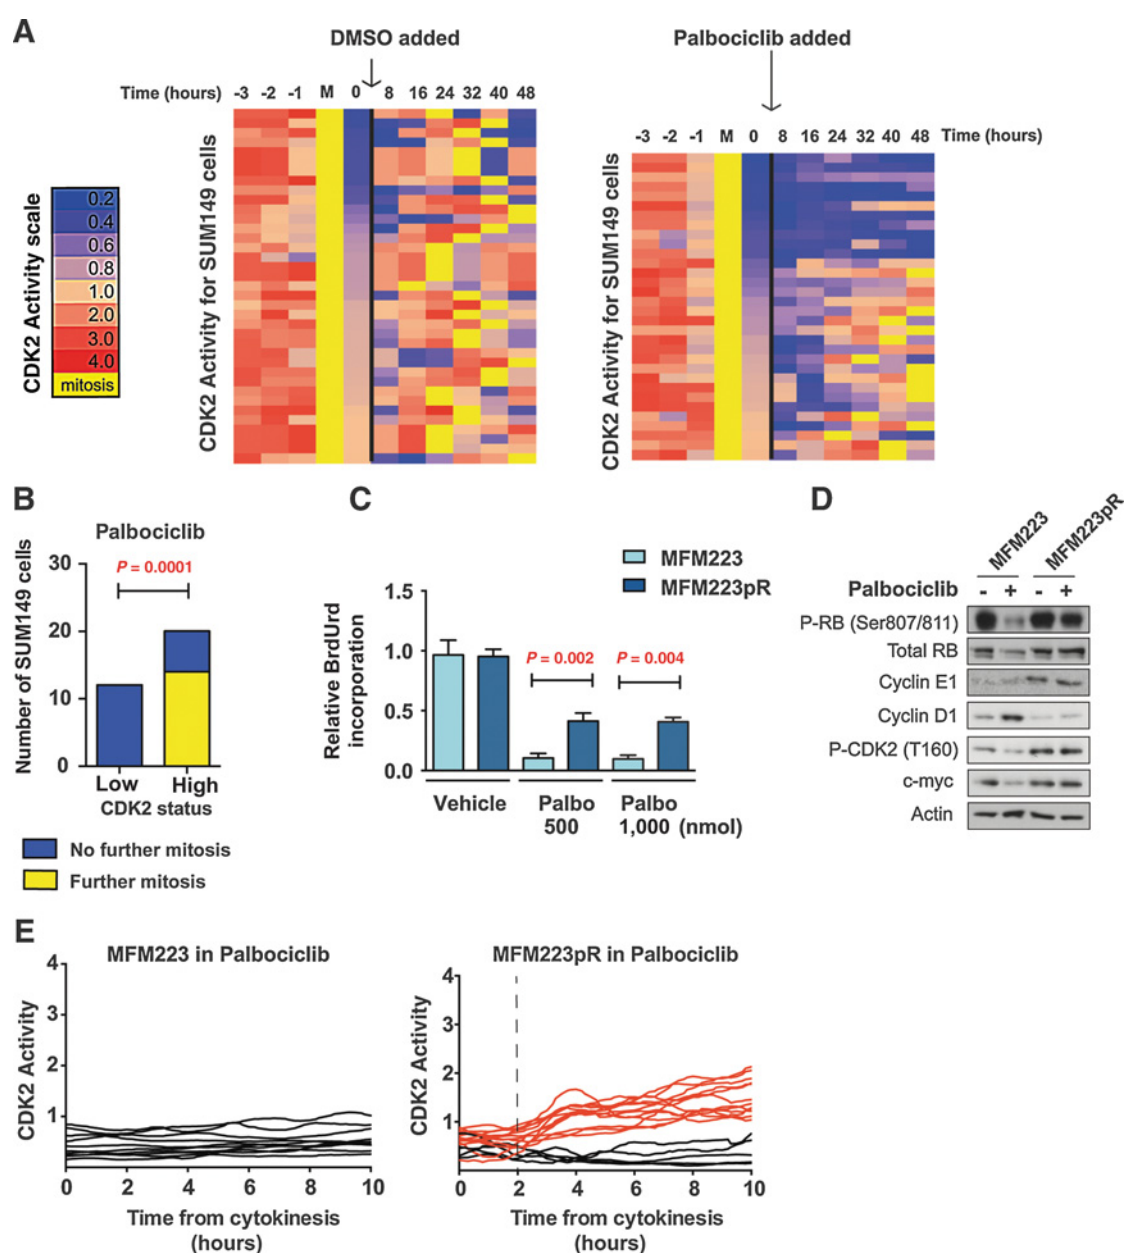 A
DMSO added
Palbociclib added
Time (hours) -3 -2 -1 M 0 8 16 24 32 40 48
-3 -2 -1 M 0 8 16 24 32 40 48 Time (hours)
CDK2 Activity scale
0.2
0.4
0.6
0.8
1.0
2.0
3.0
4.0
mitosis
CDK2 Activity for SUM149 cells
CDK2 Activity for SUM149 cells
B
Palbociclib
P = 0.0001
Number of SUM149 cells
30
20
10
0
Low High
CDK2 status
No further mitosis
Further mitosis
C
MFM223
MFM223pR
Relative BrdUrd
incorporation
1.5
1.0
0.5
0.0
P = 0.002 P = 0.004
Vehicle Palbo Palbo
500 1,000 (nmol)
D
MFM223 MFM223pR
Palbociclib - + - +
P-RB (Ser807/811)
Total RB
Cyclin E1
Cyclin D1
P-CDK2 (T160)
c-myc
Actin
E
MFM223 in Palbociclib
CDK2 Activity
4
3
2
1
0 2 4 6 8 10
Time from cytokinesis
(hours)
MFM223pR in Palbociclib
CDK2 Activity
4
3
2
1
0 2 4 6 8 10
Time from cytokinesis
(hours)